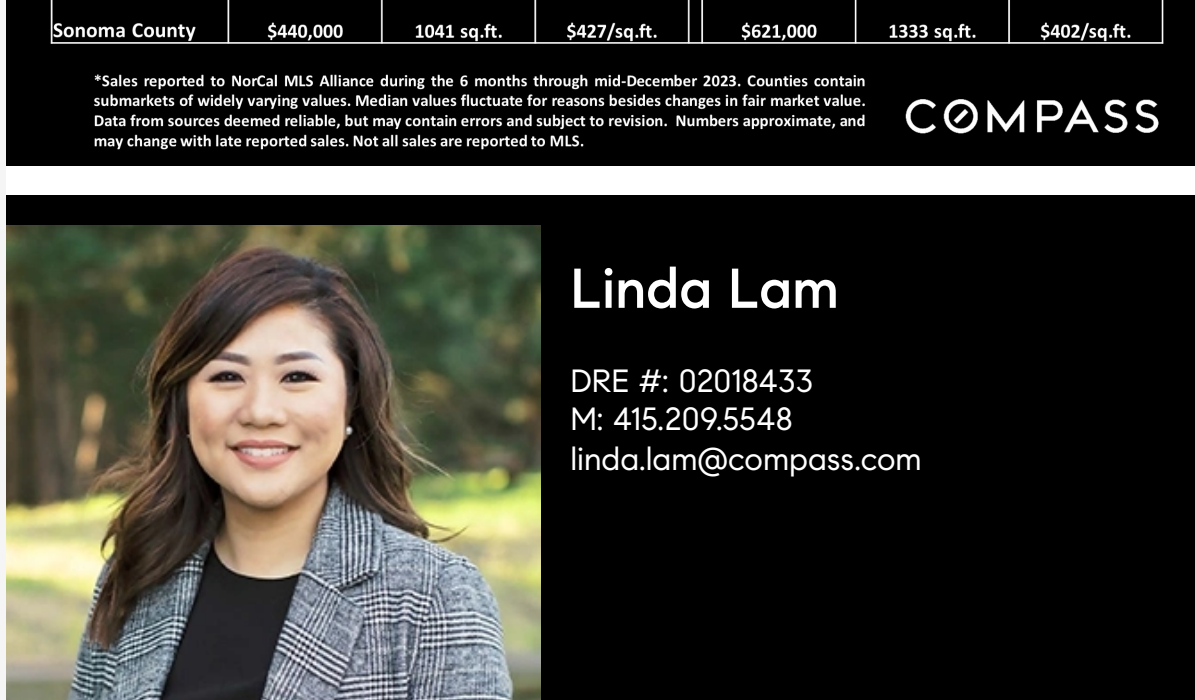 Sonoma County $440,000 1041 sq.ft. $427/sq.ft. $621,000 1333 sq.ft. $402/sq.ft.
*Sales reported to NorCal MLS Alliance during the 6 months through mid-December 2023. Counties contain
submarkets of widely varying values. Median values fluctuate for reasons besides changes in fair market value.
Data from sources deemed reliable, but may contain errors and subject to revision. Numbers approximate, and
may change with late reported sales. Not all sales are reported to MLS.
COMPASS
Linda Lam
DRE #: 02018433
M: 415.209.5548
linda.lam@compass.com